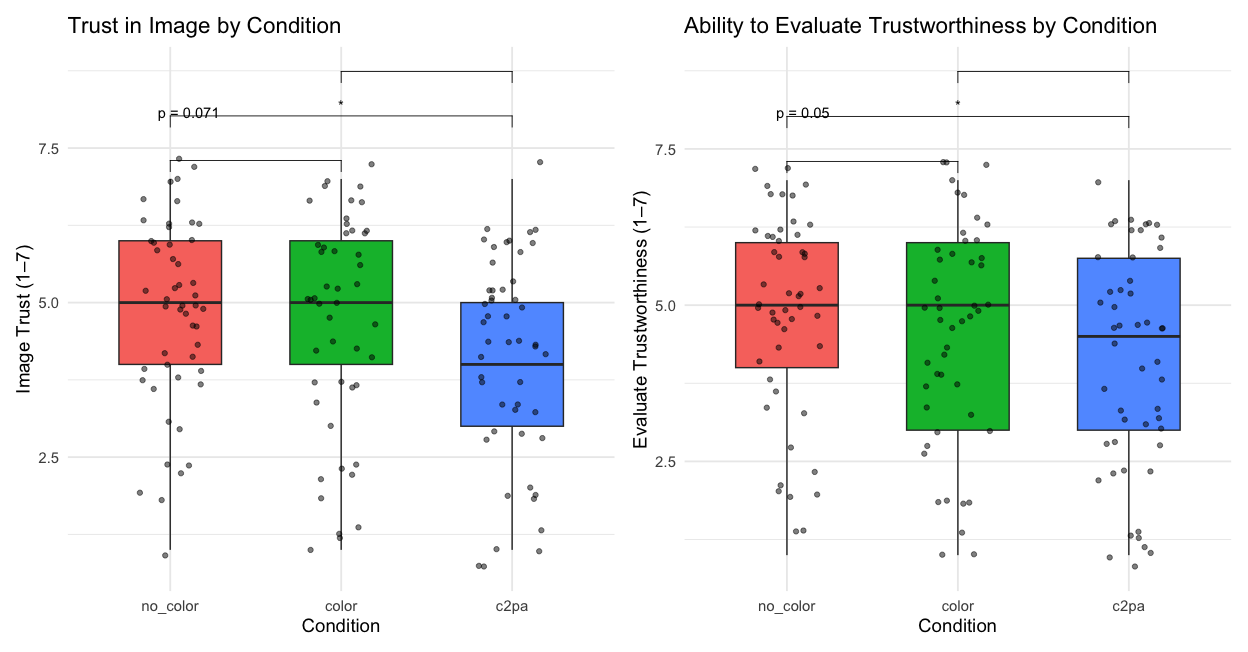 Trust in Image by Condition
*
p = 0.071
7.5
5.0
2.5
Image Trust (1–7)
no_color
color
c2pa
Condition
Ability to Evaluate Trustworthiness by Condition
*
p = 0.05
7.5
5.0
2.5
Evaluate Trustworthiness (1–7)
no_color
color
c2pa
Condition